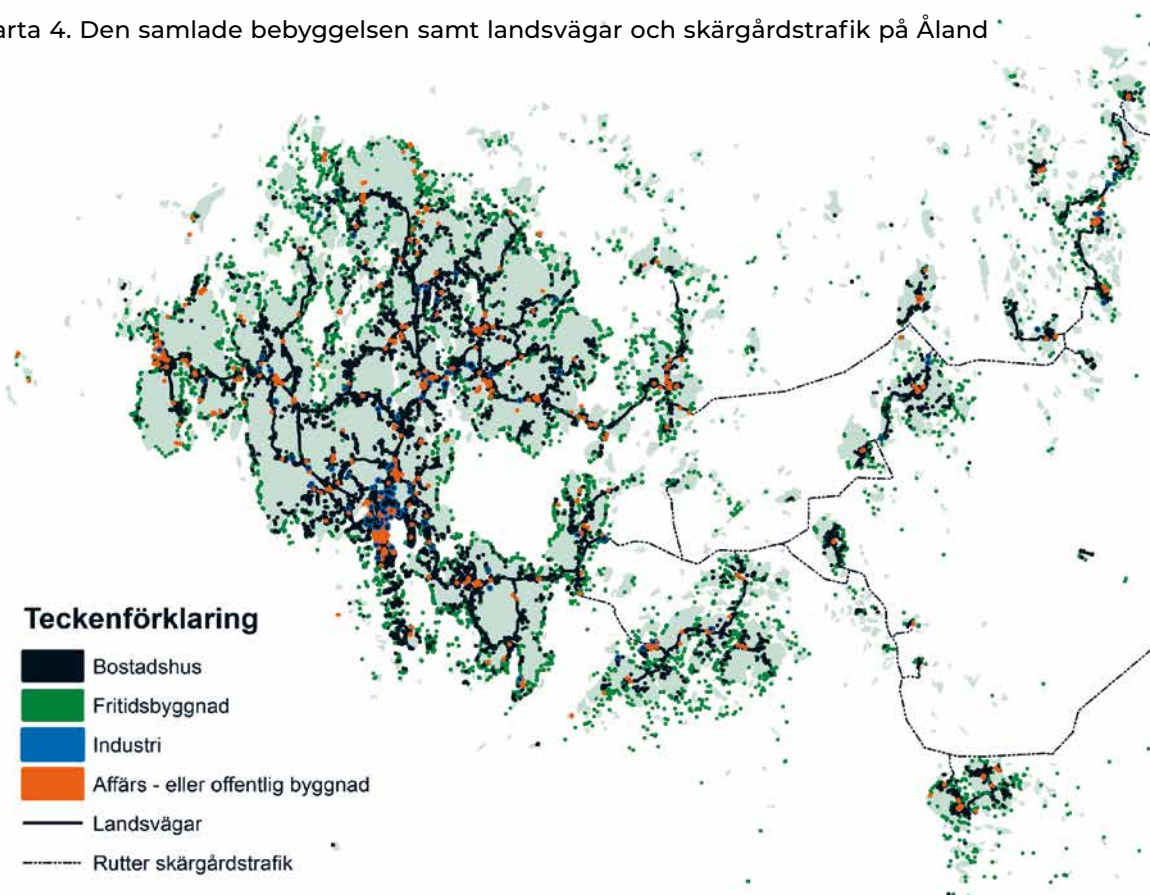 arta 4. Den samlade bebyggelsen samt landsvägar och skärgårdstrafik på Åland
Teckenförklaring
Bostadshus
Fritidsbyggnad
Industri
Affärs - eller offentlig byggnad
Landsvägar
Rutter skärgårdstrafik